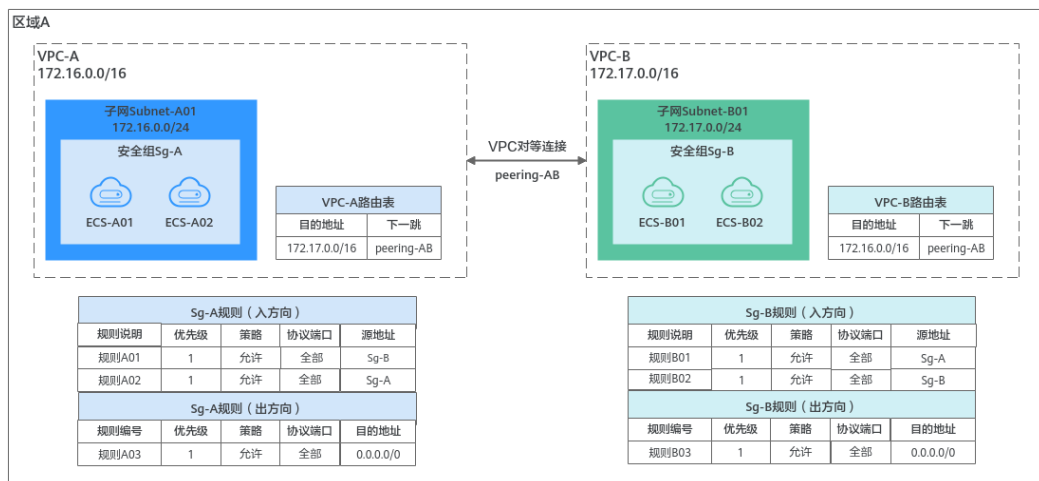 区域A
VPC-A
172.16.0.0/16
子网Subnet-A01
172.16.0.0/24
安全组Sg-A
ECS-A01 ECS-A02
VPC-A路由表
目的地址 下一跳
172.17.0.0/16 peering-AB
VPC对等连接
peering-AB
VPC-B
172.17.0.0/16
子网Subnet-B01
172.17.0.0/24
安全组Sg-B
ECS-B01 ECS-B02
VPC-B路由表
目的地址 下一跳
172.16.0.0/16 peering-AB
Sg-A规则（入方向）
规则说明 优先级 策略 协议端口 源地址
规则A01 1 允许 全部 Sg-B
规则A02 1 允许 全部 Sg-A
Sg-A规则（出方向）
规则编号 优先级 策略 协议端口 目的地址
规则A03 1 允许 全部 0.0.0.0/0
Sg-B规则（入方向）
规则说明 优先级 策略 协议端口 源地址
规则B01 1 允许 全部 Sg-A
规则B02 1 允许 全部 Sg-B
Sg-B规则（出方向）
规则编号 优先级 策略 协议端口 目的地址
规则B03 1 允许 全部 0.0.0.0/0